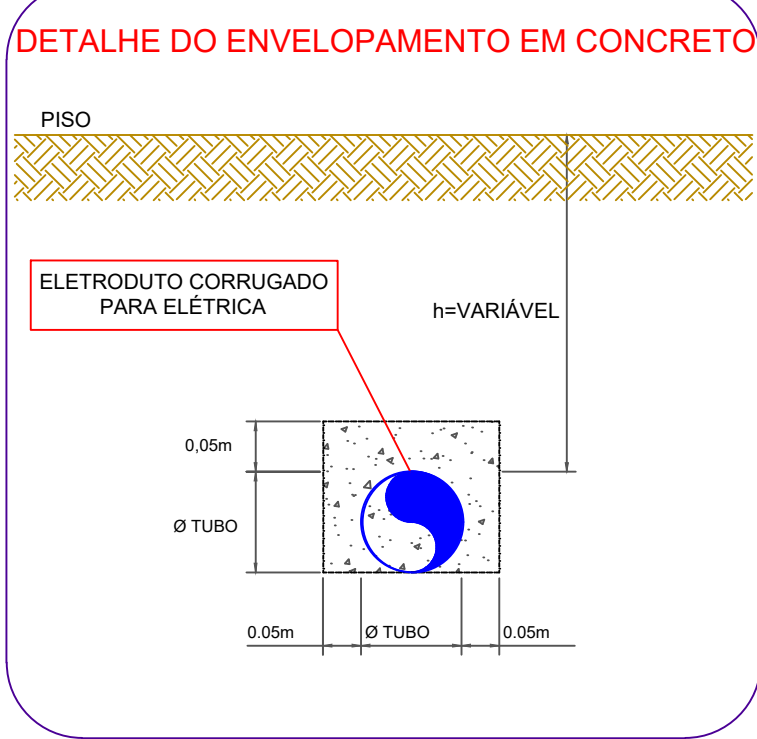 DETALHE DO ENVELOPAMENTO EM CONCRETO
PISO
ELETRODUTO CORRUGADO
PARA ELÉTRICA
h=VARIÁVEL
0,05m
Ø TUBO
0.05m
Ø TUBO
0.05m